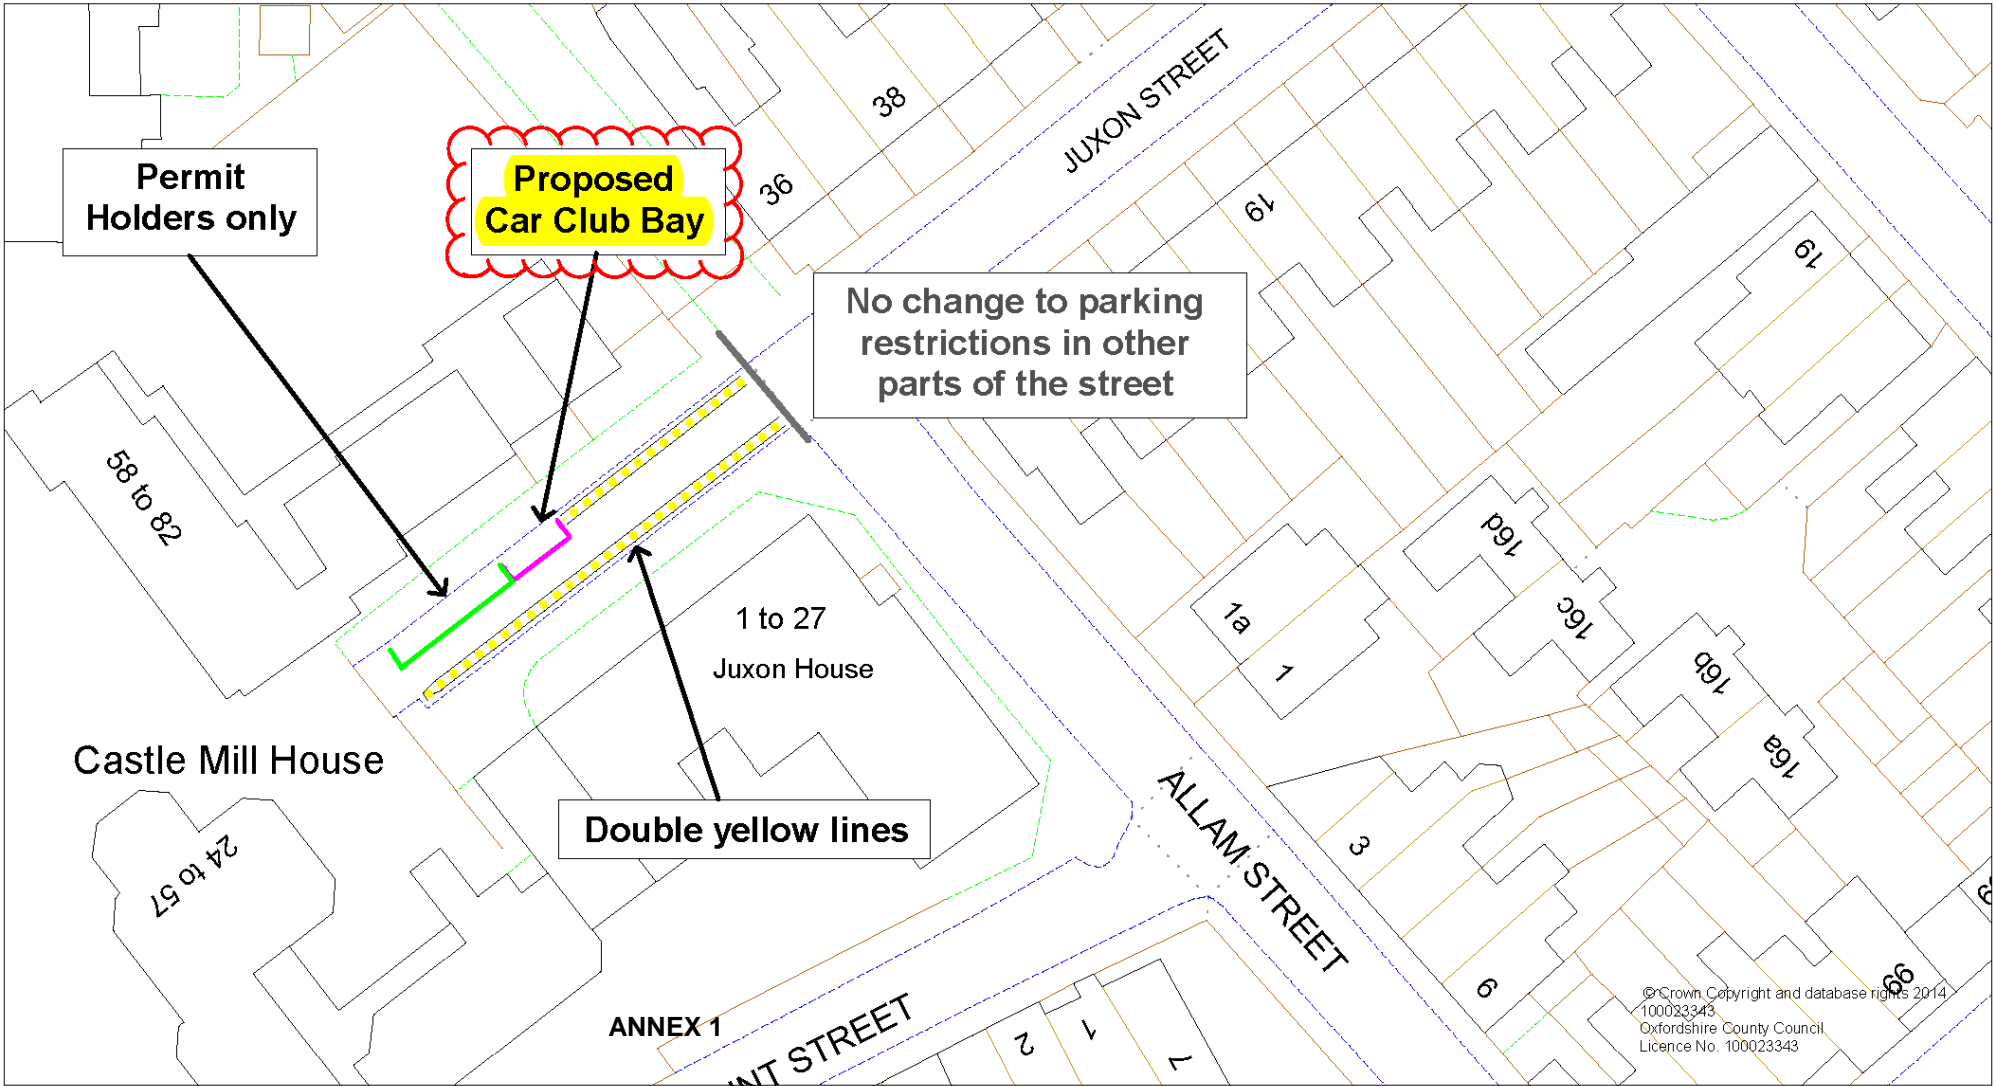 JUXON STREET
38
36
19
19
Permit
Holders only
Proposed
Car Club Bay
No change to parking
restrictions in other
parts of the street
58 to 82
16d
16c
16b
16a
1a
1
1 to 27
Juxon House
Castle Mill House
24 to 57
Double yellow lines
ALLAM STREET
3
ANNEX 1
NT STREET
2
1
7
© Crown Copyright and database rights 2014
100023343
Oxfordshire County Council
Licence No. 100023343